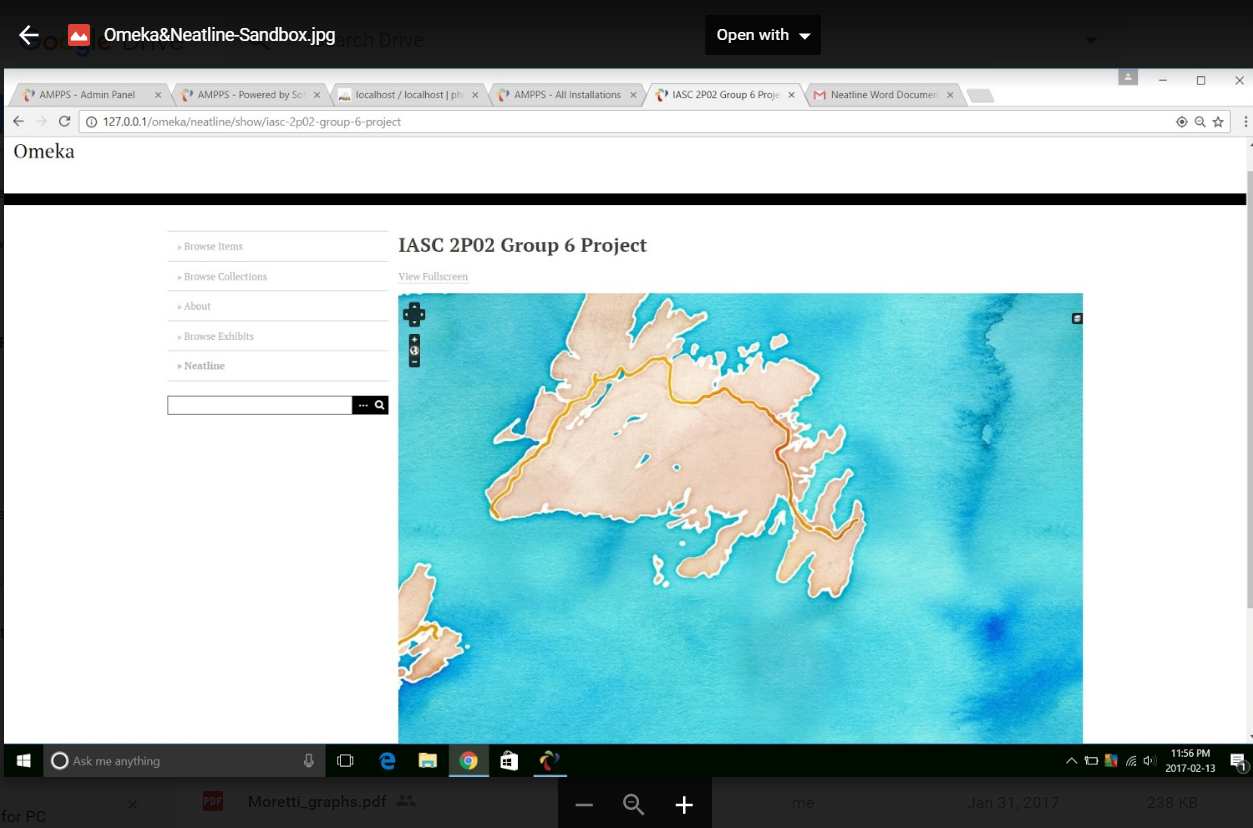 Omeka&Neatline-Sandbox.jpg
Open with
AMPPS - Admin Panel
AMPPS - Powered by Sof
localhost / localhost | ph
AMPPS - All Installations
IASC 2P02 Group 6 Proje
Neatline Word Documen
127.0.0.1/omeka/neatline/show/iasc-2p02-group-6-project
Omeka
» Browse Items
» Browse Collections
» About
» Browse Exhibits
» Neatline
IASC 2P02 Group 6 Project
View Fullscreen
Ask me anything
11:56 PM
2017-02-13
1
for PC
PDF
Moretti_graphs.pdf
me
Jan 31, 2017
238 KB